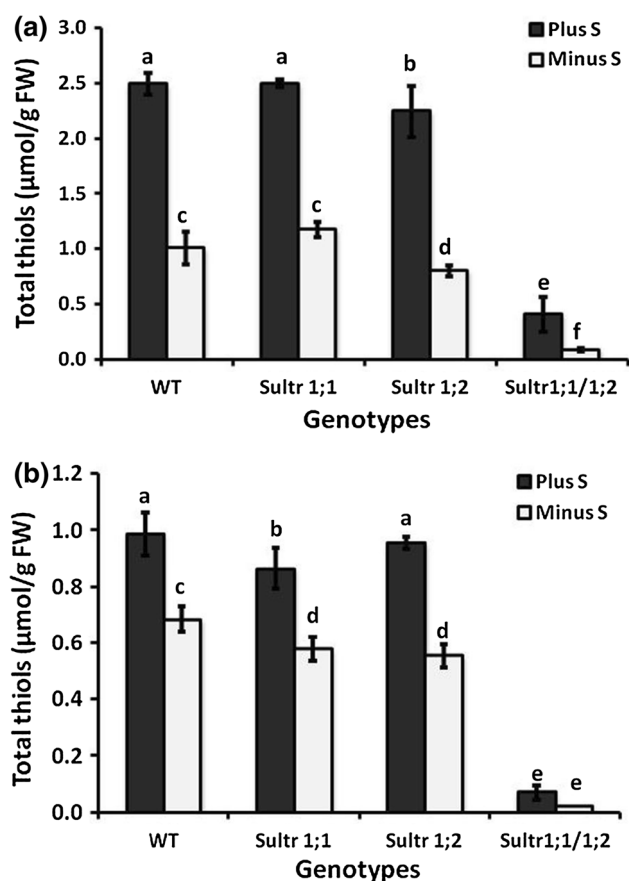 (a)
Total thiols (μmol/g FW)
3.0
2.5
2.0
1.5
1.0
0.5
0.0
Plus S
Minus S
a
a
b
c
c
d
e
f
WT
Sultr 1;1
Sultr 1;2
Sultr1;1/1;2
Genotypes
(b)
Total thiols (μmol/g FW)
1.2
1.0
0.8
0.6
0.4
0.2
0.0
Plus S
Minus S
a
b
a
c
d
d
e
e
WT
Sultr 1;1
Sultr 1;2
Sultr1;1/1;2
Genotypes